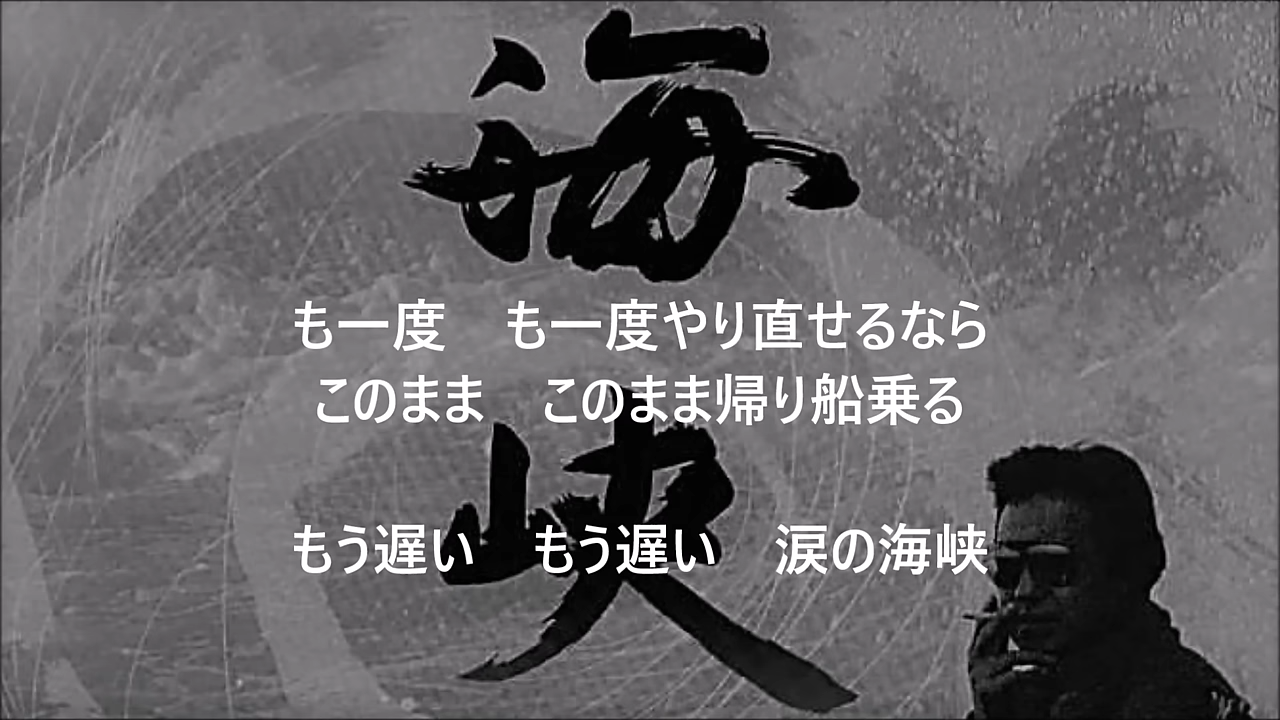 海峡
も一度　も一度やり直せるなら
このまま　このまま帰り船乗る
もう遅い　もう遅い　涙の海峡